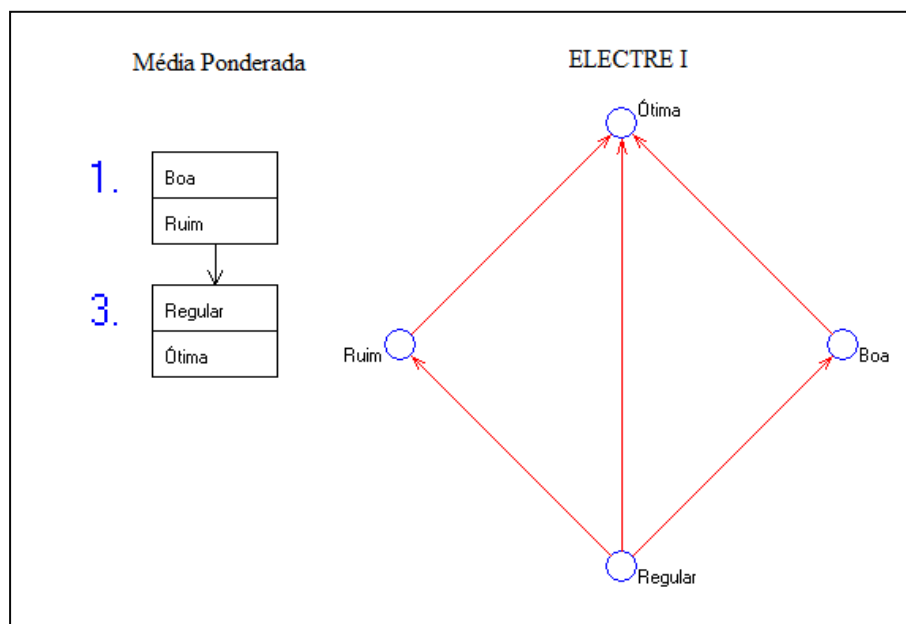 Média Ponderada
1.
Boa
Ruim
3.
Regular
Ótima
ELECTRE I
Ótima
Ruim
Boa
Regular